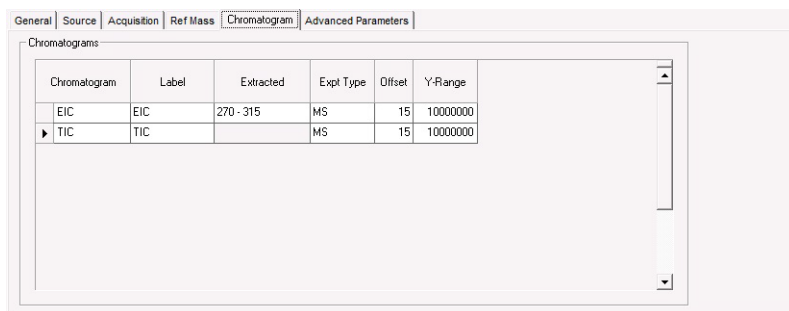 General Source Acquisition Ref Mass Chromatogram Advanced Parameters
Chromatograms
Chromatogram Label Extracted Expt Type Offset Y-Range
EIC EIC 270 - 315 MS 15 10000000
TIC TIC MS 15 10000000